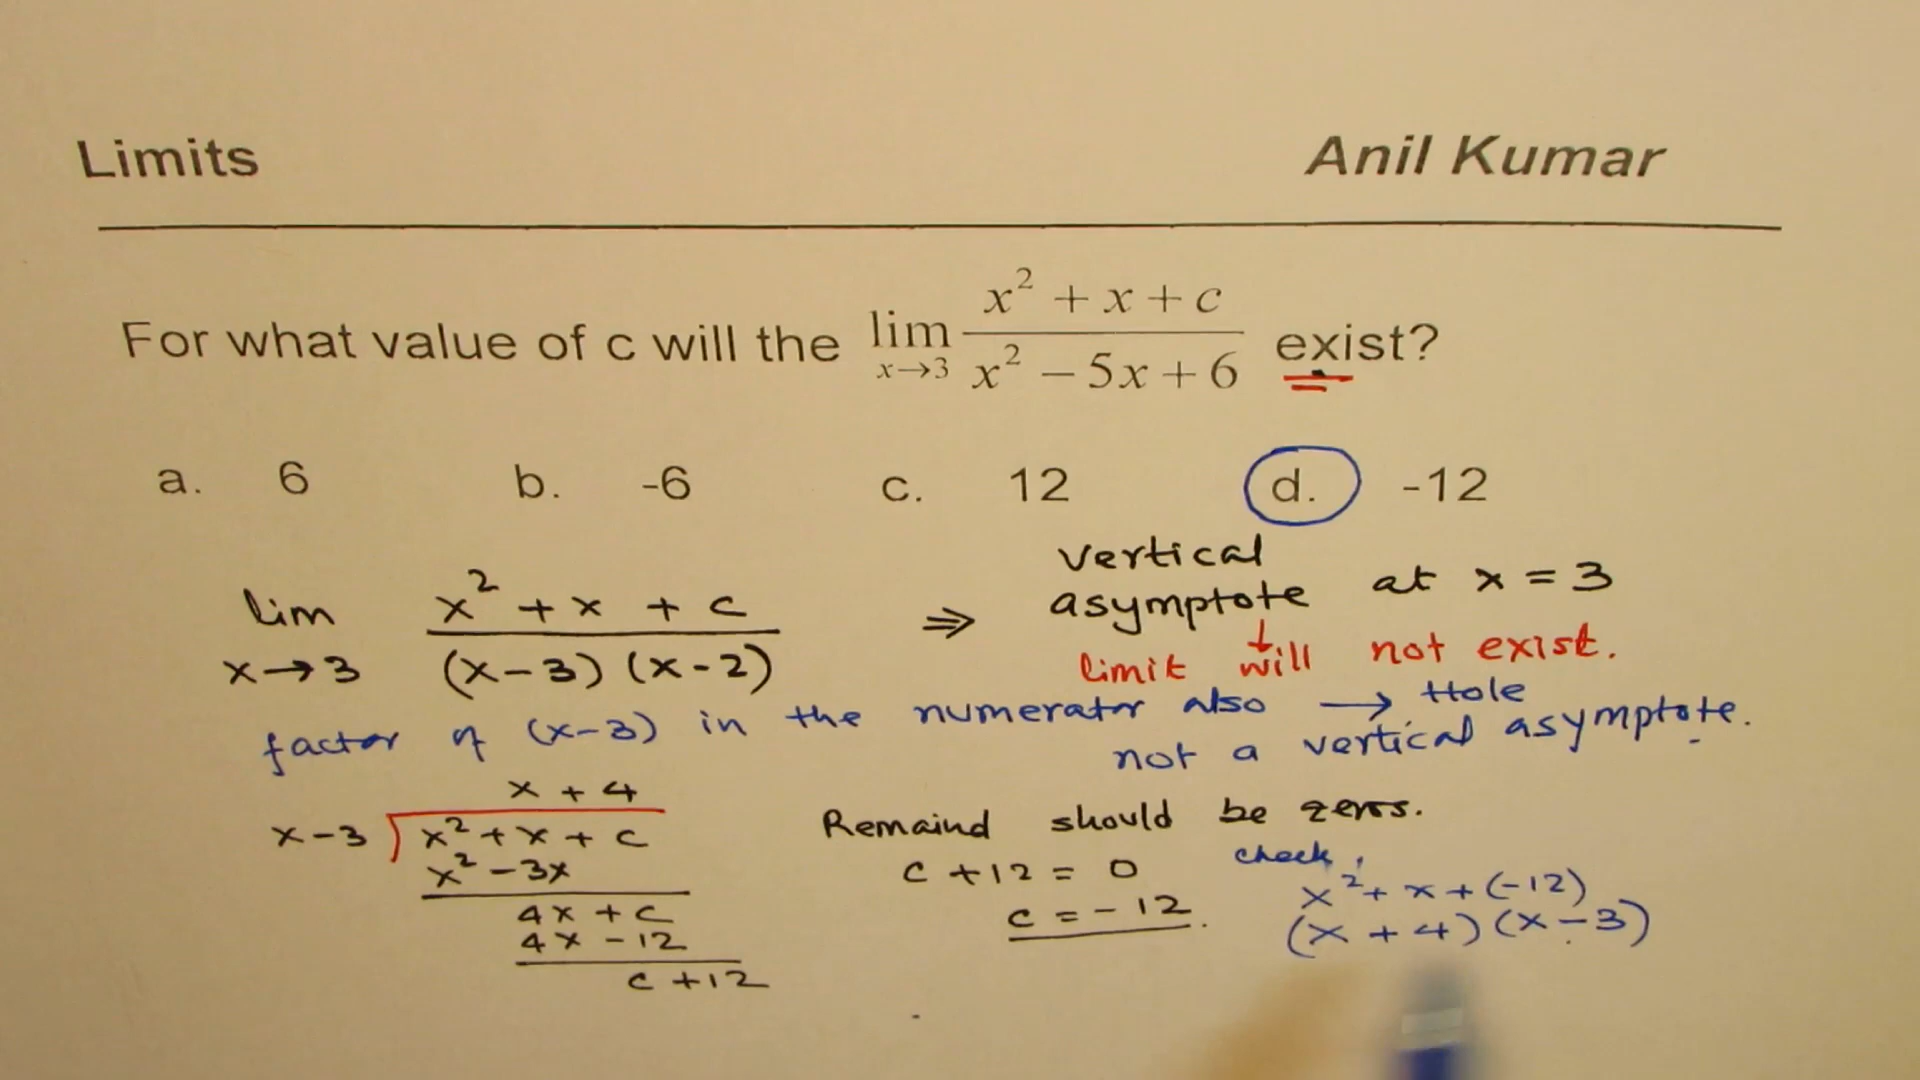 Limits Anil Kumar
For what value of c will the lim x→3 (x² + x + c)/(x² − 5x + 6) exist?
a. 6 b. -6 c. 12 d. -12
lim x→3 (x² + x + c)/((x−3)(x−2)) ⇒ vertical asymptote at x = 3
↓
limit will not exist.
factor of (x−3) in the numerator also → Hole
not a vertical asymptote.
x + 4
x−3 x² + x + c
x² − 3x
4x + c
4x − 12
c + 12
Remaind should be zeros.
c + 12 = 0
c = −12.
check,
x² + x + (−12)
(x + 4)(x − 3)